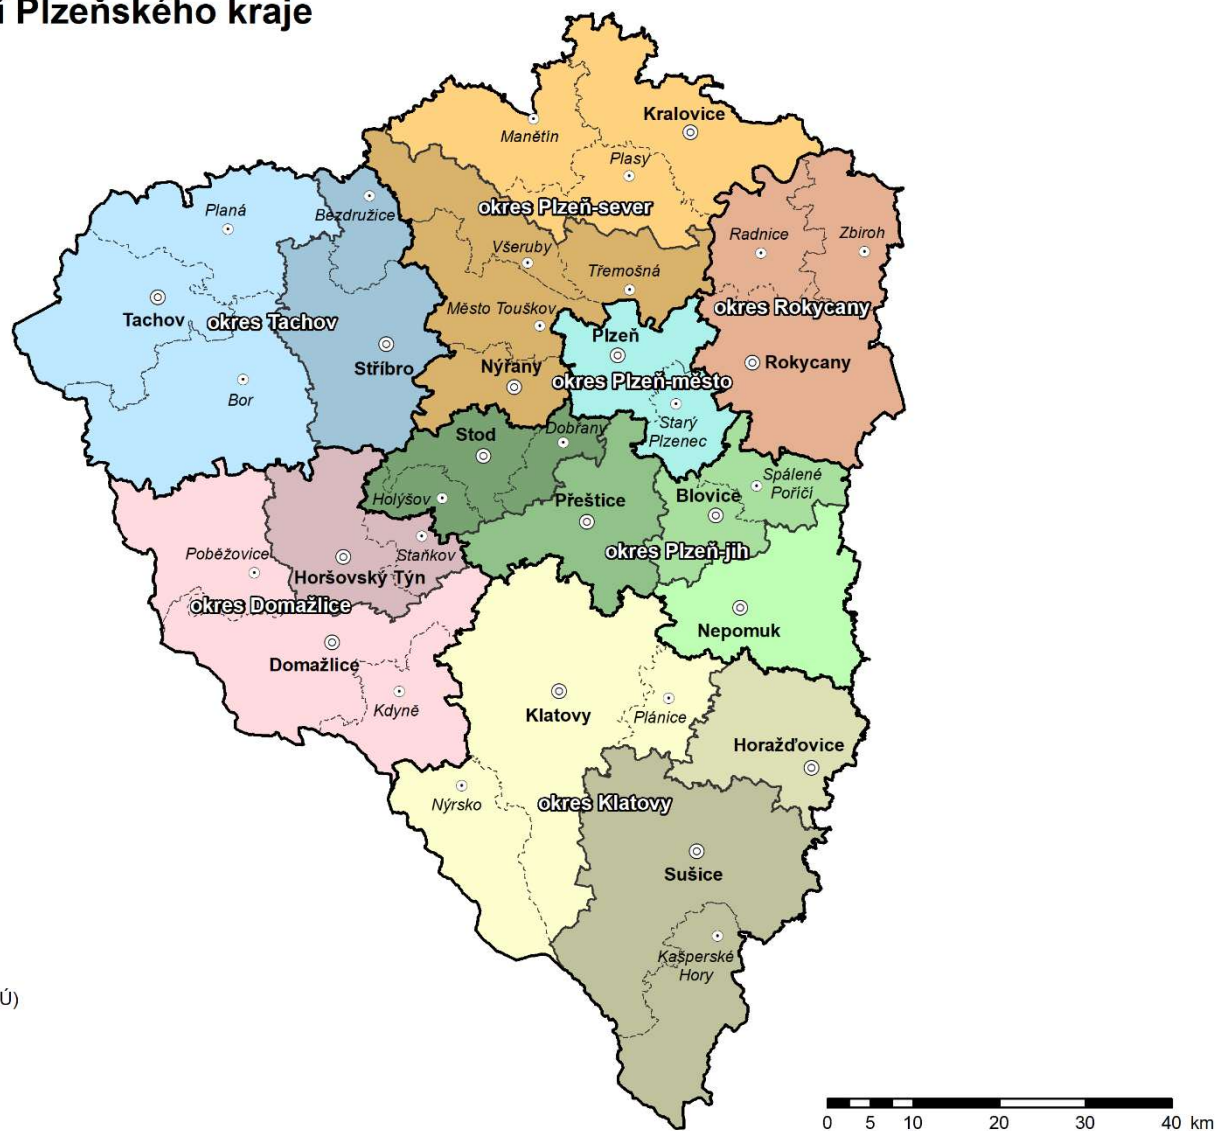 í Plzeňského kraje
Kralovice
Manětín
Plasy
Planá
Bezdružice
okres Plzeň-sever
Radnice
Zbiroh
Všeruby
Třemošná
Tachov
okres Tachov
Město Touškov
okres Rokycany
Plzeň
Stříbro
Nýřany
okres Plzeň-město
Rokycany
Bor
Starý
Plzenec
Stod
Dobřany
Holýšov
Přeštice
Blovice
Spálené
Poříčí
Poběžovice
Staňkov
okres Plzeň-jih
Horšovský Týn
okres Domažlice
Nepomuk
Domažlice
Kdyně
Klatovy
Plánice
Horažďovice
Nýrsko
okres Klatovy
Sušice
Kašperské
Hory
Ú)
0 5 10 20 30 40 km